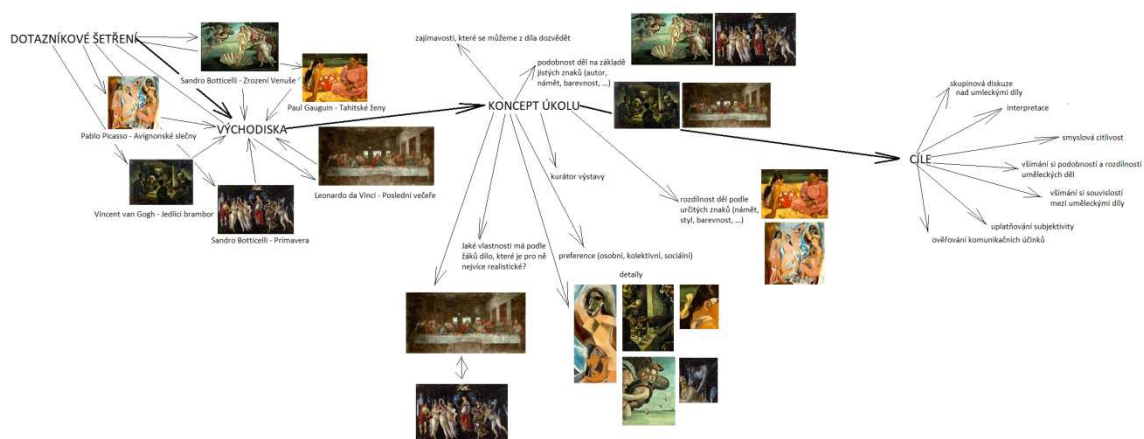 DOTAZNÍKOVÉ ŠETŘENÍ
Sandro Botticelli - Zrození Venuše
Paul Gauguin - Tahitské ženy
Pablo Picasso - Avignonské slečny
VÝCHODISKA
Leonardo da Vinci - Poslední večeře
Vincent van Gogh - Jedlíci brambor
Sandro Botticelli - Primavera
zajímavosti, které se můžeme z díla dozvědět
podobnost děl na základě
jistých znaků (autor,
námět, barevnost, ...)
KONCEPT ÚKOLU
kurátor výstavy
rozdílnost děl podle
určitých znaků (námět,
styl, barevnost, ...)
Jaké vlastnosti má podle
žáků dílo, které je pro ně
nejvíce realistické?
preference (osobní, kolektivní, sociální)
detaily
CÍLE
skupinová diskuze
nad umleckými díly
interpretace
smyslová citlivost
všímání si podobností a rozdílností
uměleckých děl
všímání si souvislostí
mezi uměleckými díly
uplatňování subjektivity
ověřování komunikačních účinků